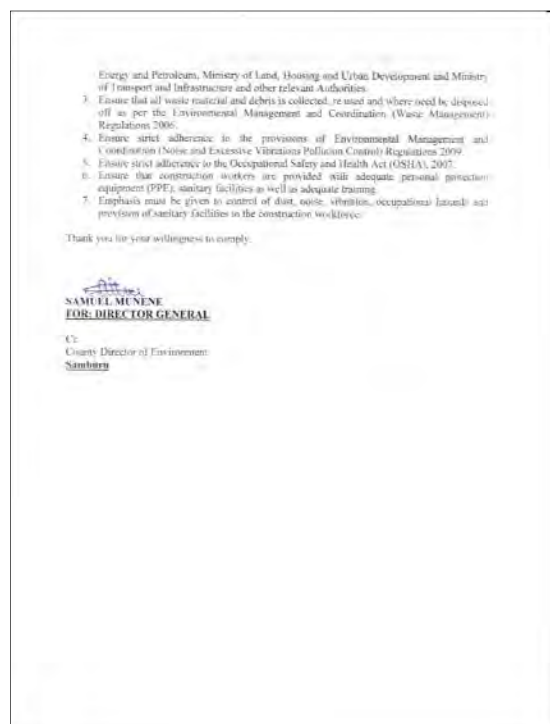 Energy and Petroleum, Ministry of Land, Housing and Urban Development and Ministry
of Transport and Infrastructure and other relevant Authorities.
3. Ensure that all waste material and debris is collected, re used and where need be disposed
off as per the Environmental Management and Coordination (Waste Management)
Regulations 2006.
4. Ensure strict adherence to the provisions of Environmental Management and
Coordination (Noise and Excessive Vibrations Pollution Control) Regulations 2009.
5. Ensure strict adherence to the Occupational Safety and Health Act (OSHA), 2007.
6. Ensure that construction workers are provided with adequate personal protection
equipment (PPE), sanitary facilities as well as adequate training.
7. Emphasis must be given to control of dust, noise, vibration, occupational hazards and
provision of sanitary facilities to the construction workforce.
Thank you for your willingness to comply.
SAMUEL MUNENE
FOR: DIRECTOR GENERAL
Cc
County Director of Environment
Samburu